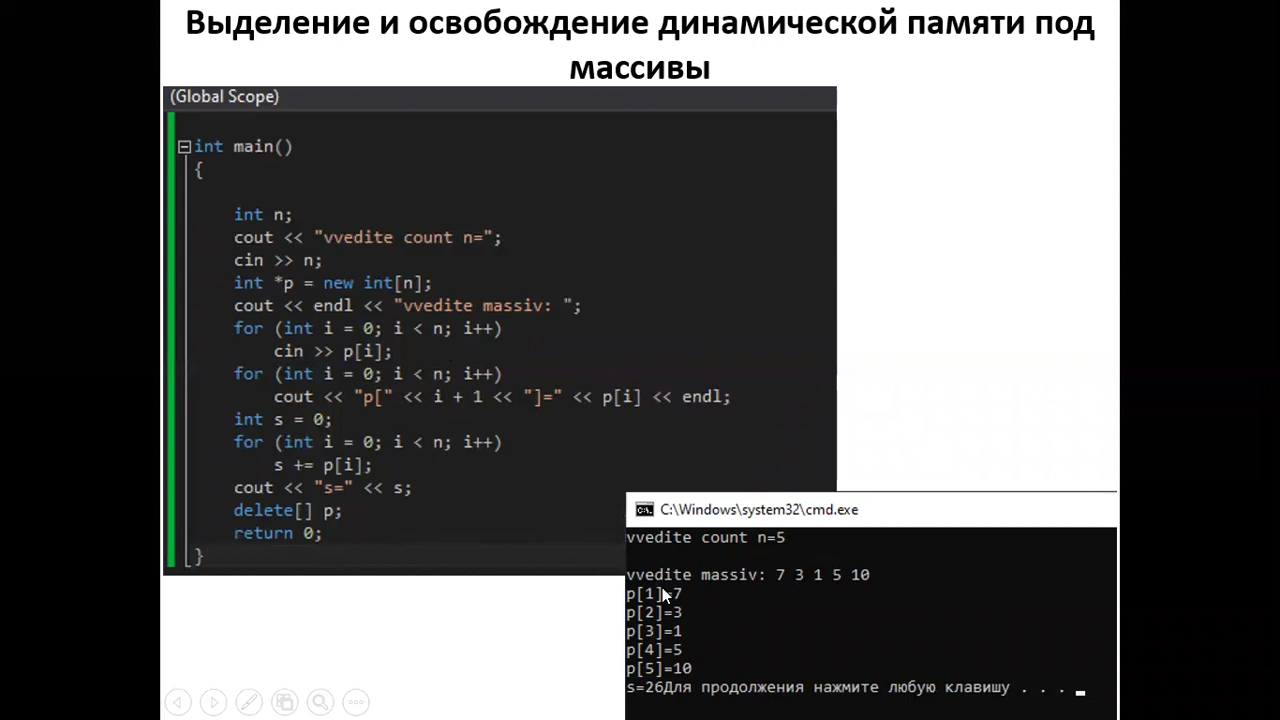 Выделение и освобождение динамической памяти под
массивы
(Global Scope)
int main()
{
int n;
cout << "vvedite count n=";
cin >> n;
int *p = new int[n];
cout << endl << "vvedite massiv: ";
for (int i = 0; i < n; i++)
cin >> p[i];
for (int i = 0; i < n; i++)
cout << "p[" << i + 1 << "]=" << p[i] << endl;
int s = 0;
for (int i = 0; i < n; i++)
s += p[i];
cout << "s=" << s;
delete[] p;
return 0;
}
C:\Windows\system32\cmd.exe
vvedite count n=5
vvedite massiv: 7 3 1 5 10
p[1]=7
p[2]=3
p[3]=1
p[4]=5
p[5]=10
s=26Для продолжения нажмите любую клавишу . . .